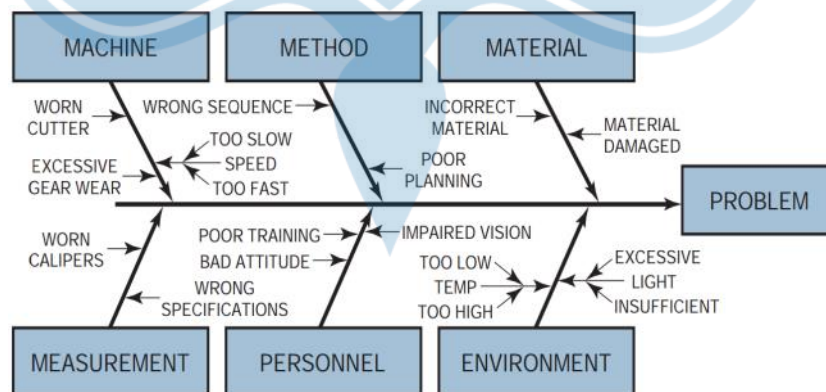 MACHINE
METHOD
MATERIAL
WORN
CUTTER
EXCESSIVE
GEAR WEAR
TOO SLOW
SPEED
TOO FAST
WRONG SEQUENCE
POOR
PLANNING
INCORRECT
MATERIAL
MATERIAL
DAMAGED
PROBLEM
WORN
CALIPERS
WRONG
SPECIFICATIONS
POOR TRAINING
BAD ATTITUDE
IMPAIRED VISION
TOO LOW
TEMP
TOO HIGH
EXCESSIVE
LIGHT
INSUFFICIENT
MEASUREMENT
PERSONNEL
ENVIRONMENT